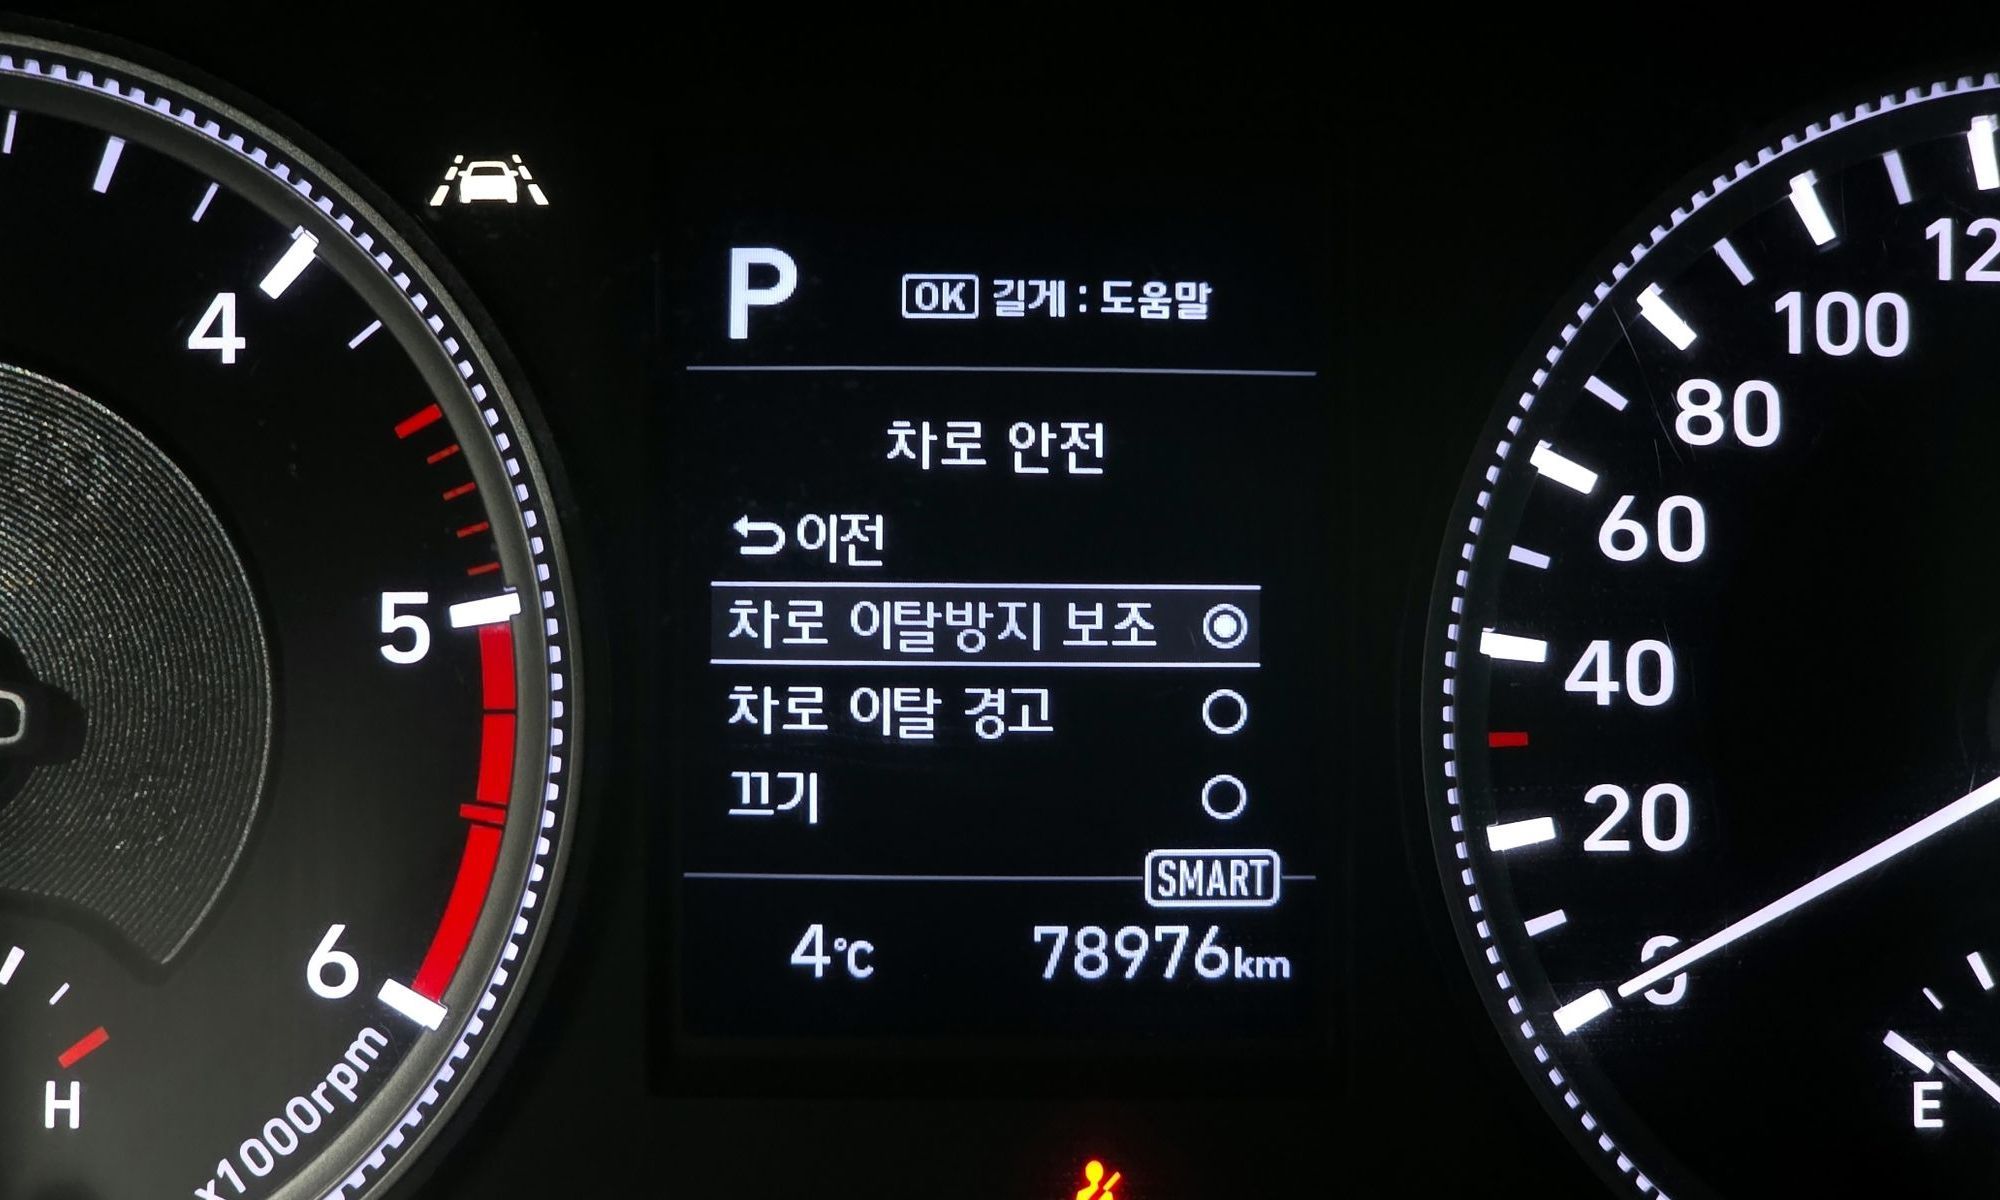 P
OK 길게 : 도움말
차로 안전
이전
차로 이탈방지 보조
차로 이탈 경고
끄기
SMART
4℃ 78976km
4
5
6
x1000rpm
H
100
80
60
40
20
0
E